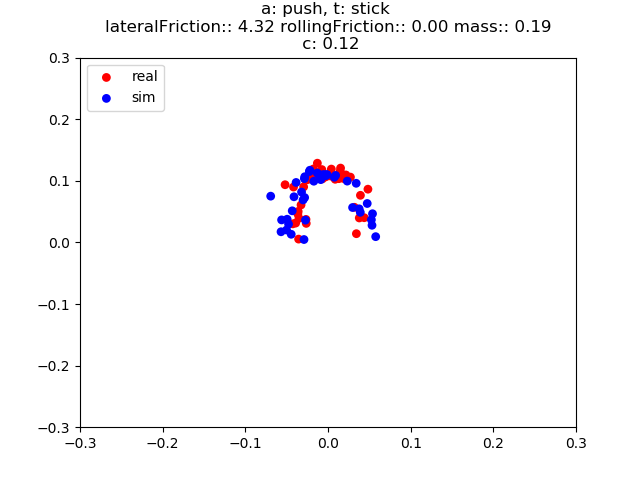 a: push, t: stick
lateralFriction:: 4.32 rollingFriction:: 0.00 mass:: 0.19
c: 0.12
real
sim
0.3
0.2
0.1
0.0
−0.1
−0.2
−0.3
−0.3
−0.2
−0.1
0.0
0.1
0.2
0.3